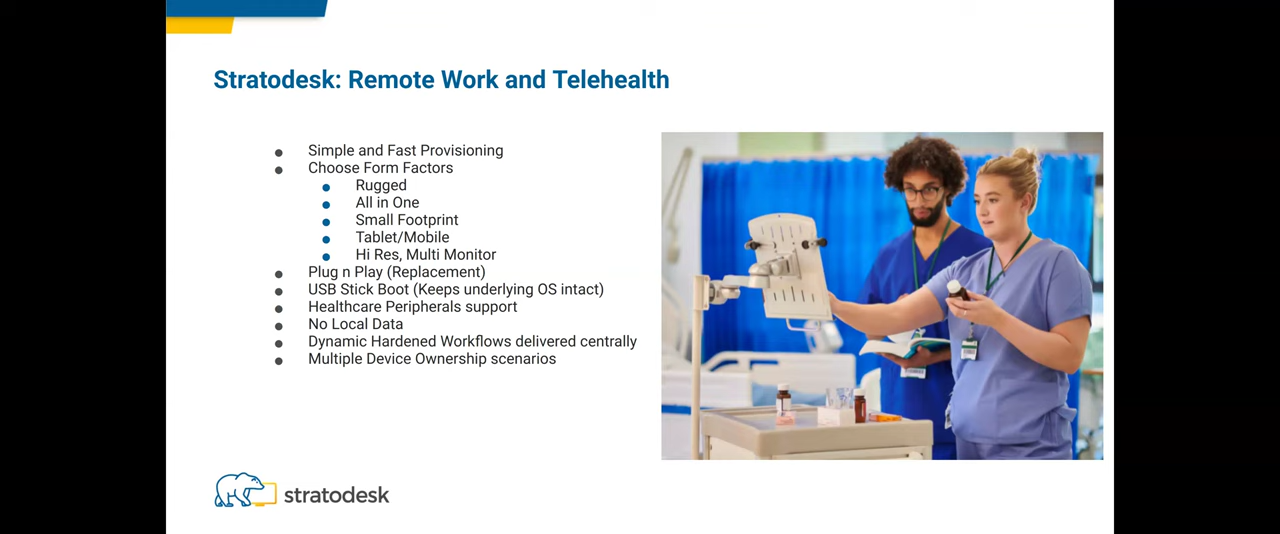 Stratodesk: Remote Work and Telehealth
Simple and Fast Provisioning
Choose Form Factors
Rugged
All in One
Small Footprint
Tablet/Mobile
Hi Res, Multi Monitor
Plug n Play (Replacement)
USB Stick Boot (Keeps underlying OS intact)
Healthcare Peripherals support
No Local Data
Dynamic Hardened Workflows delivered centrally
Multiple Device Ownership scenarios
stratodesk